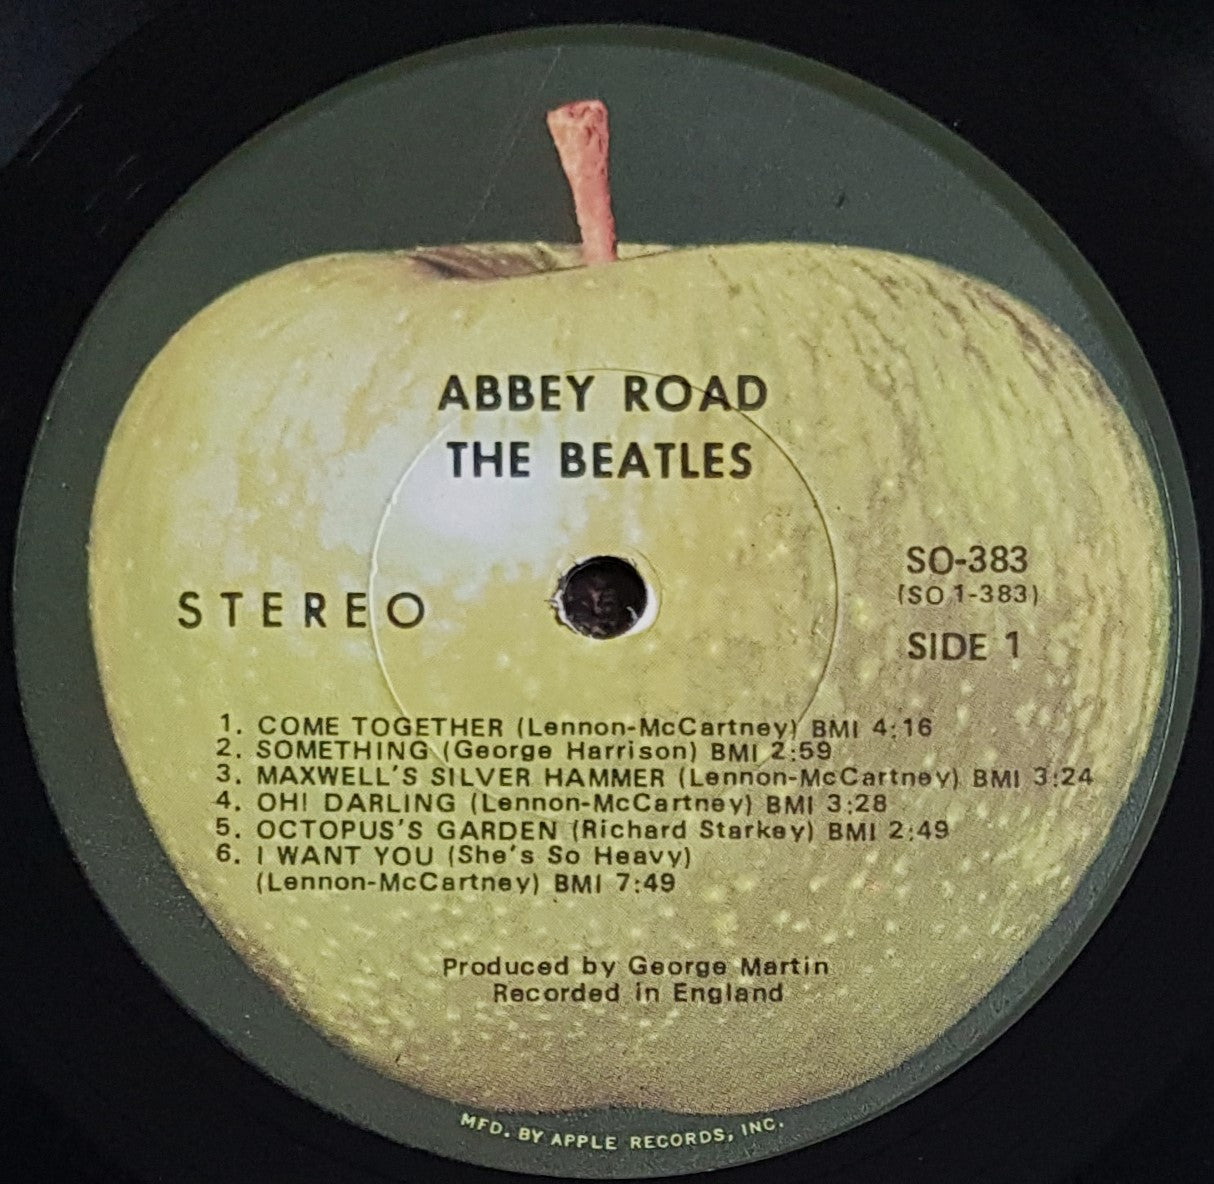 ABBEY ROAD
THE BEATLES
STEREO
SO-383
(SO 1-383)
SIDE 1
1. COME TOGETHER (Lennon-McCartney) BMI 4:16
2. SOMETHING (George Harrison) BMI 2:59
3. MAXWELL'S SILVER HAMMER (Lennon-McCartney) BMI 3:24
4. OH! DARLING (Lennon-McCartney) BMI 3:28
5. OCTOPUS'S GARDEN (Richard Starkey) BMI 2:49
6. I WANT YOU (She's So Heavy)
(Lennon-McCartney) BMI 7:49
Produced by George Martin
Recorded in England
MFD. BY APPLE RECORDS, INC.